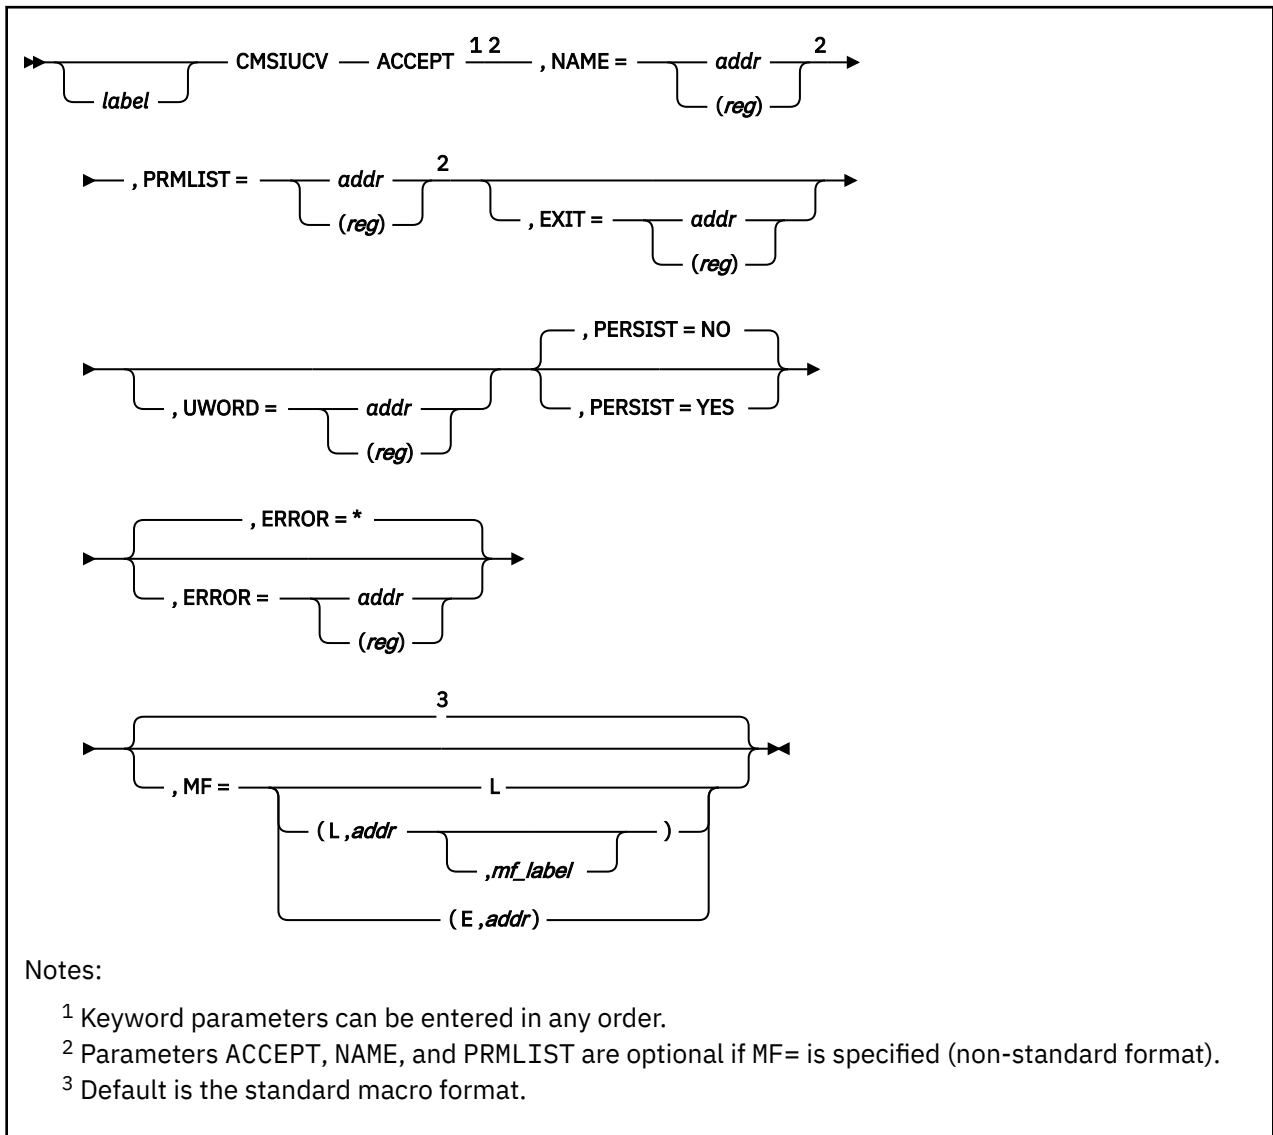 CMSIUCV ACCEPT 1 2 , NAME = addr 2
label (reg)
, PRMLIST = addr 2
(reg) , EXIT = addr
(reg)
, PERSIST = NO
, UWORD = addr , PERSIST = YES
(reg)
, ERROR = *
, ERROR = addr
(reg)
3
, MF = L
( L ,addr )
,mf_label
( E ,addr )
Notes:
1 Keyword parameters can be entered in any order.
2 Parameters ACCEPT, NAME, and PRMLIST are optional if MF= is specified (non-standard format).
3 Default is the standard macro format.